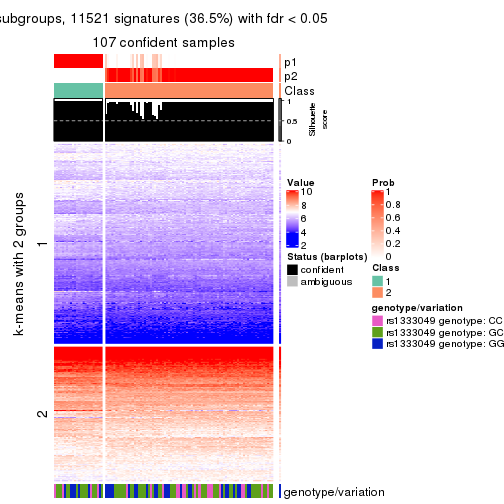 subgroups, 11521 signatures (36.5%) with fdr < 0.05
107 confident samples
p1
p2
Class
1
0.5
0
Silhouette
score
k-means with 2 groups
1
2
Value
10
8
6
4
2
Status (barplots)
confident
ambiguous
Prob
1
0.8
0.6
0.4
0.2
0
Class
1
2
genotype/variation
rs1333049 genotype: CC
rs1333049 genotype: GC
rs1333049 genotype: GG
genotype/variation